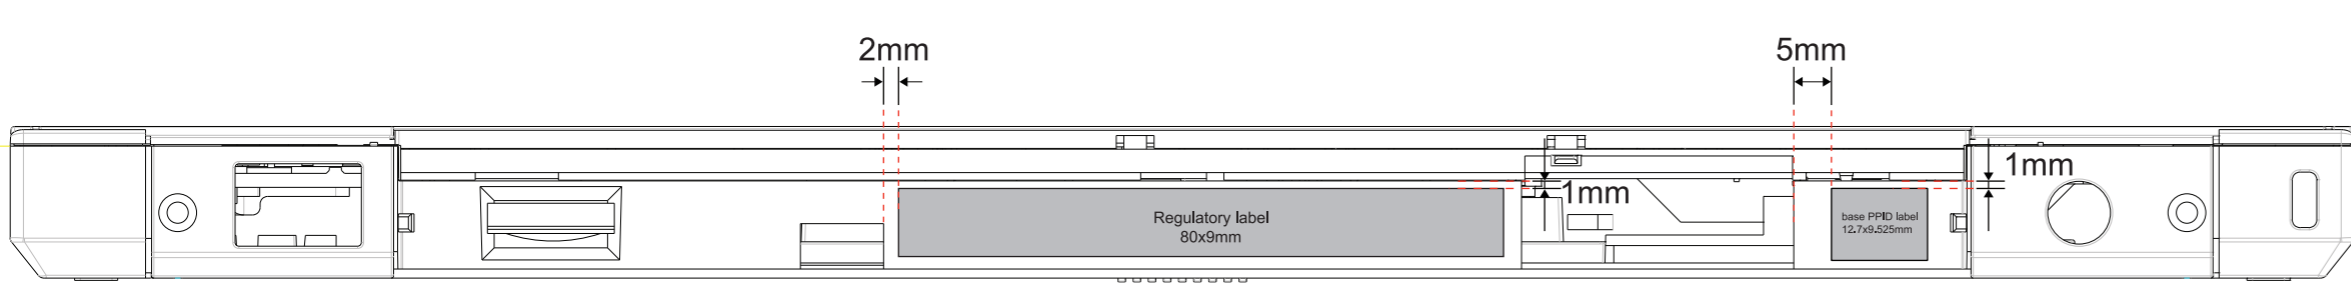 2mm
5mm
1mm
1mm
Regulatory label
80x9mm
base PPID label
12.7x9.525mm